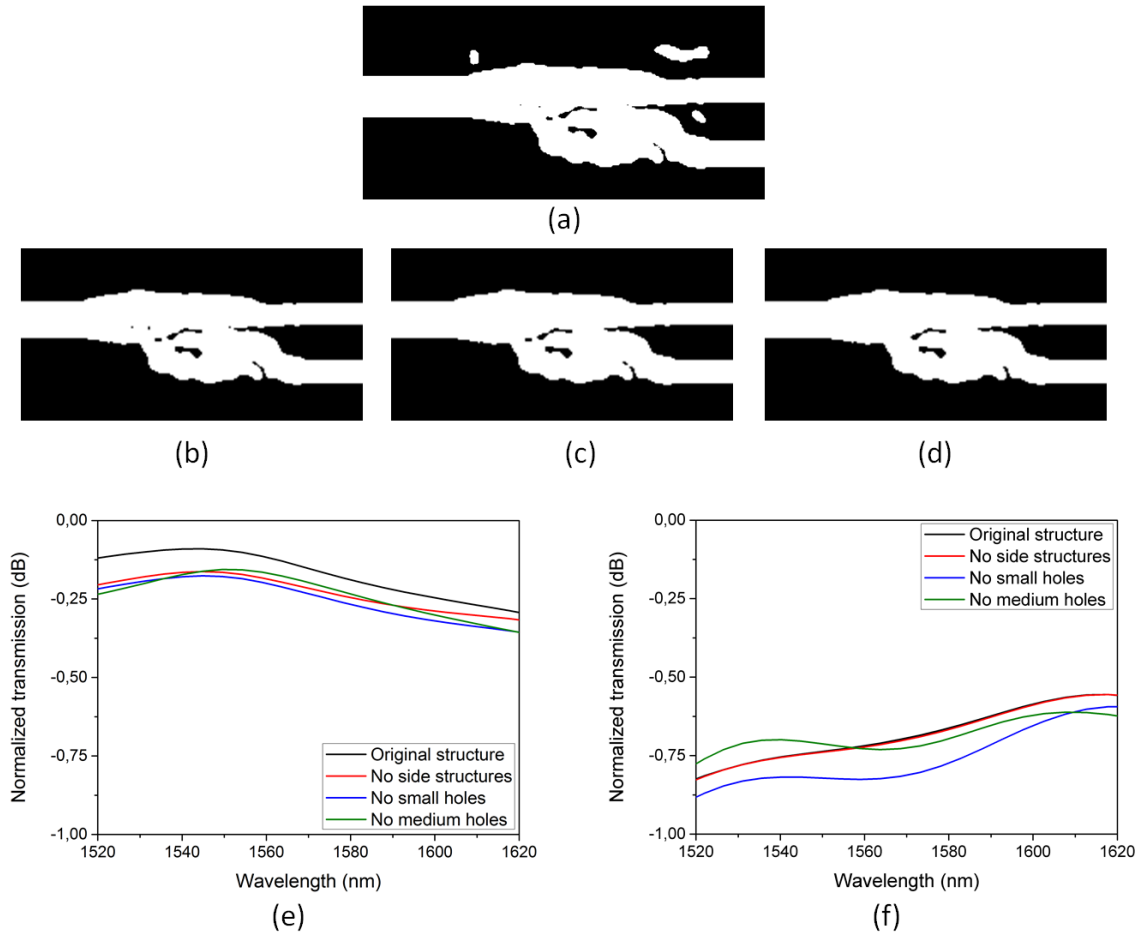 (a)
(b)
(c)
(d)
0,00
-0,25
-0,50
-0,75
-1,00
Normalized transmission (dB)
Original structure
No side structures
No small holes
No medium holes
1520
1540
1560
1580
1600
1620
Wavelength (nm)
(e)
0,00
-0,25
-0,50
-0,75
-1,00
Normalized transmission (dB)
Original structure
No side structures
No small holes
No medium holes
1520
1540
1560
1580
1600
1620
Wavelength (nm)
(f)